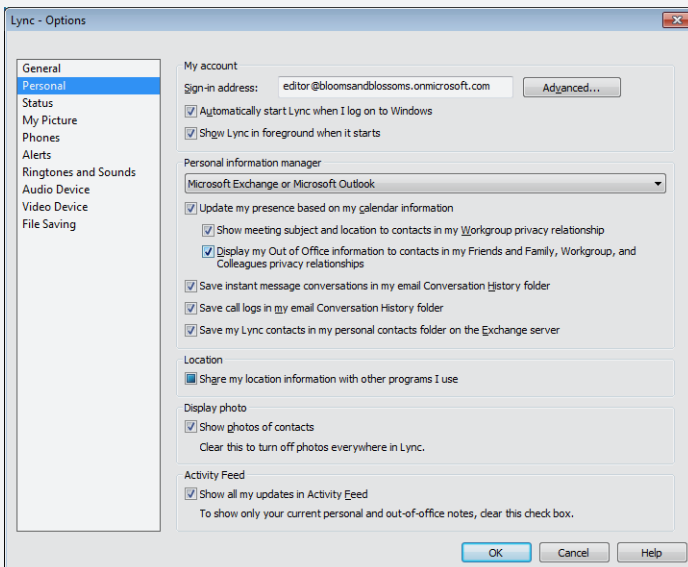 Lync - Options
General
Personal
Status
My Picture
Phones
Alerts
Ringtones and Sounds
Audio Device
Video Device
File Saving
My account
Sign-in address: editor@bloomsandblossoms.onmicrosoft.com Advanced...
Automatically start Lync when I log on to Windows
Show Lync in foreground when it starts
Personal information manager
Microsoft Exchange or Microsoft Outlook
Update my presence based on my calendar information
Show meeting subject and location to contacts in my Workgroup privacy relationship
Display my Out of Office information to contacts in my Friends and Family, Workgroup, and
Colleagues privacy relationships
Save instant message conversations in my email Conversation History folder
Save call logs in my email Conversation History folder
Save my Lync contacts in my personal contacts folder on the Exchange server
Location
Share my location information with other programs I use
Display photo
Show photos of contacts
Clear this to turn off photos everywhere in Lync.
Activity Feed
Show all my updates in Activity Feed
To show only your current personal and out-of-office notes, clear this check box.
OK Cancel Help